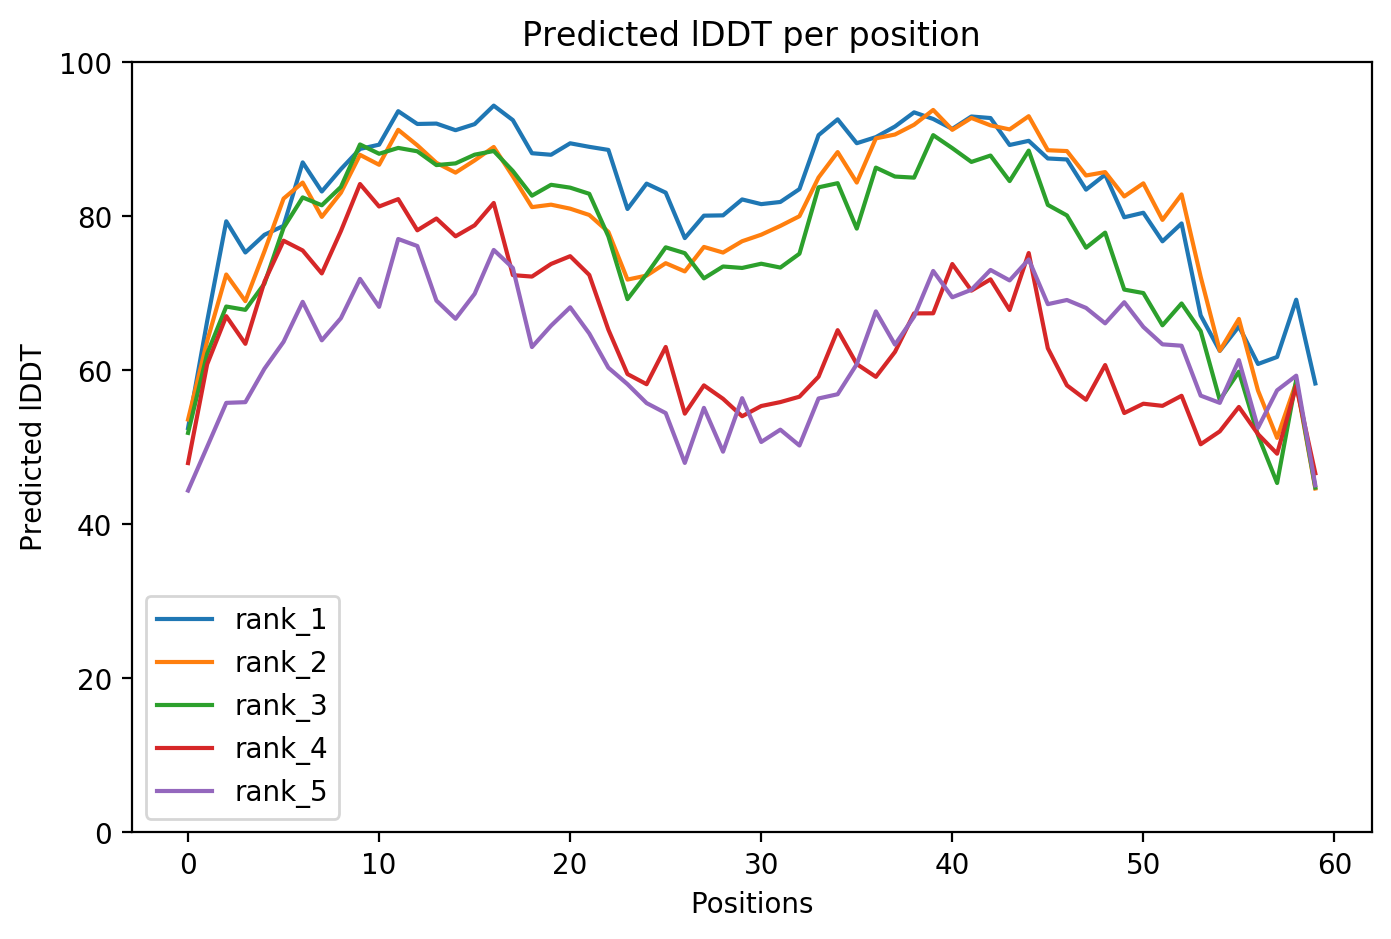 Predicted lDDT per position
100
80
60
40
20
0
Predicted lDDT
rank_1
rank_2
rank_3
rank_4
rank_5
0 10 20 30 40 50 60
Positions